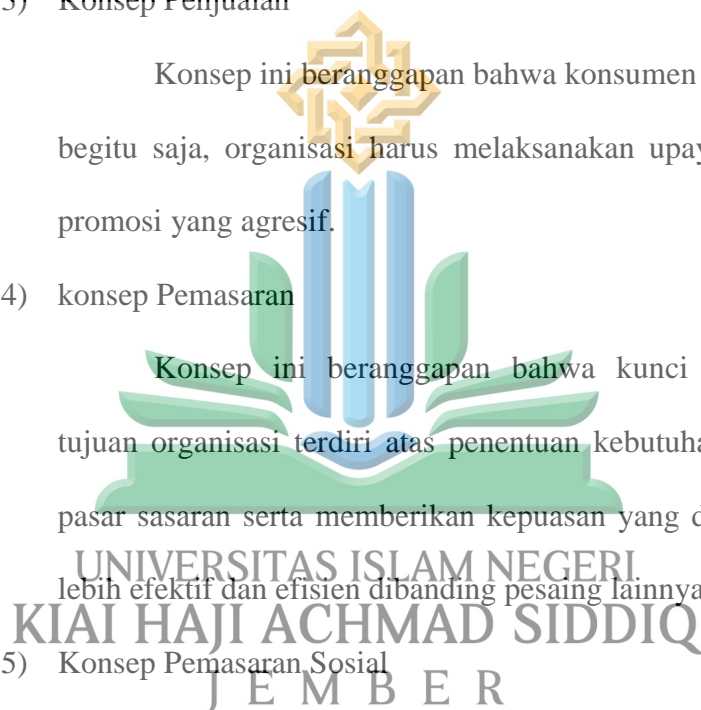 3) Konsep Penjualan
Konsep ini beranggapan bahwa konsumen
begitu saja, organisasi harus melaksanakan
promosi yang agresif.
4) konsep Pemasaran
Konsep ini beranggapan bahwa kunci
tujuan organisasi terdiri atas penentuan
pasar sasaran serta memberikan kepuasan yang
UNIVERSITAS ISLAM NEGERI
lebih efektif dan efisien dibanding pesaing lainnya
KIAI HAJI ACHMAD SIDDIQ
5) Konsep Pemasaran Sosial
JEMBER